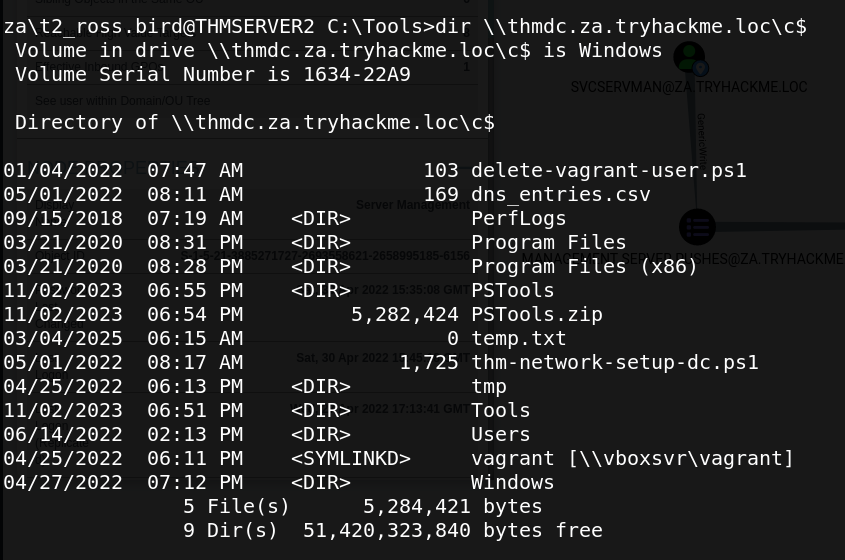 za\t2_ross.bird@THMSERVER2 C:\Tools>dir \\thmdc.za.tryhackme.loc\c$
 Volume in drive \\thmdc.za.tryhackme.loc\c$ is Windows
 Volume Serial Number is 1634-22A9
SVCSERVMAN@ZA.TRYHACKME.LOC
See user within Domain/OU Tree
 Directory of \\thmdc.za.tryhackme.loc\c$
GenericWrite
01/04/2022  07:47 AM               103 delete-vagrant-user.ps1
05/01/2022  08:11 AM               169 dns_entries.csv
Server Management
09/15/2018  07:19 AM    <DIR>          PerfLogs
03/21/2020  08:31 PM    <DIR>          Program Files
03/21/2020  08:28 PM    <DIR>          Program Files (x86)
11/02/2023  06:55 PM    <DIR>          PSTools
11/02/2023  06:54 PM         5,282,424 PSTools.zip
03/04/2025  06:15 AM                 0 temp.txt
05/01/2022  08:17 AM             1,725 thm-network-setup-dc.ps1
04/25/2022  06:13 PM    <DIR>          tmp
11/02/2023  06:51 PM    <DIR>          Tools
06/14/2022  02:13 PM    <DIR>          Users
04/25/2022  06:11 PM    <SYMLINKD>     vagrant [\\vboxsvr\vagrant]
04/27/2022  07:12 PM    <DIR>          Windows
               5 File(s)      5,284,421 bytes
               9 Dir(s)  51,420,323,840 bytes free